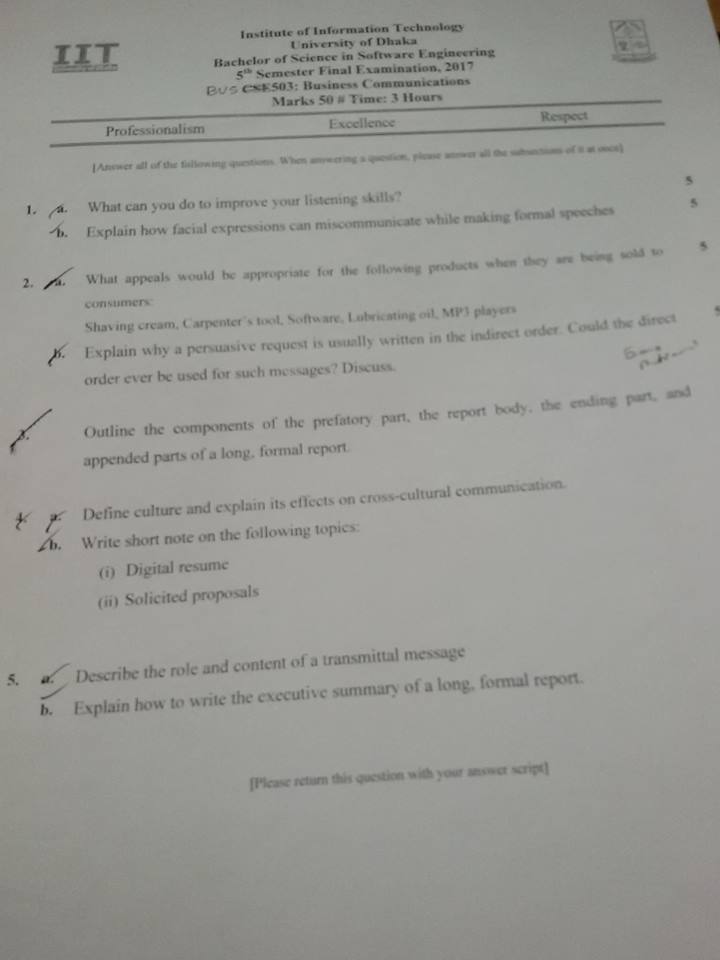 IIT
Institute of Information Technology
University of Dhaka
Bachelor of Science in Software Engineering
5th Semester Final Examination, 2017
BUS CSE503: Business Communications
Marks 50 # Time: 3 Hours
Professionalism Excellence Respect
[Answer all of the following questions. When answering a question, please answer all the subsections of it at once]
1. a. What can you do to improve your listening skills? 5
b. Explain how facial expressions can miscommunicate while making formal speeches 5
2. a. What appeals would be appropriate for the following products when they are being sold to 5
consumers:
Shaving cream, Carpenter's tool, Software, Lubricating oil, MP3 players
b. Explain why a persuasive request is usually written in the indirect order. Could the direct 5
order ever be used for such messages? Discuss.
3. Outline the components of the prefatory part, the report body, the ending part, and
appended parts of a long, formal report.
4. a. Define culture and explain its effects on cross-cultural communication.
b. Write short note on the following topics:
(i) Digital resume
(ii) Solicited proposals
5. a. Describe the role and content of a transmittal message
b. Explain how to write the executive summary of a long, formal report.
[Please return this question with your answer script]